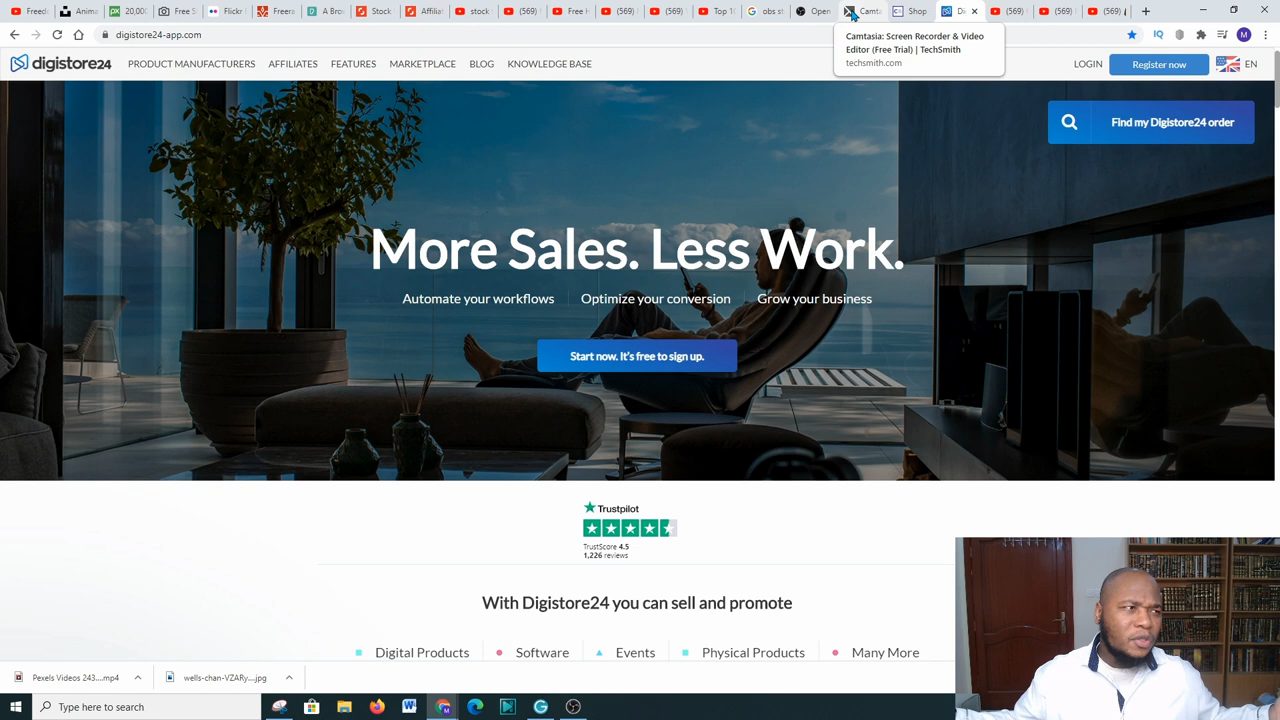 Freedo
Anima
20,000
Free S
Flickr
Freera
A Brow
Stock
Affiliat
stock
(569)
Free H
(569)
(569)
Top 10
obs st
Open
Camta
Shop
Di
(569)
(569)
(569)
digistore24-app.com
Camtasia: Screen Recorder & Video
Editor (Free Trial) | TechSmith
techsmith.com
digistore24
PRODUCT MANUFACTURERS
AFFILIATES
FEATURES
MARKETPLACE
BLOG
KNOWLEDGE BASE
LOGIN
Register now
EN
Find my Digistore24 order
More Sales. Less Work.
Automate your workflows
Optimize your conversion
Grow your business
Start now. It's free to sign up.
Trustpilot
TrustScore 4.5
1,226 reviews
With Digistore24 you can sell and promote
Digital Products
Software
Events
Physical Products
Many More
Pexels Videos 243....mp4
wells-chan-VZARy....jpg
Type here to search